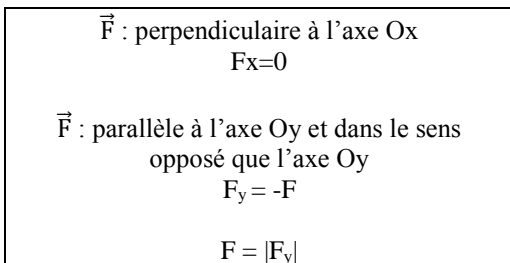 F⃗ : perpendiculaire à l’axe Ox
Fx=0
F⃗ : parallèle à l’axe Oy et dans le sens
opposé que l’axe Oy
Fy = -F
F = |Fy|